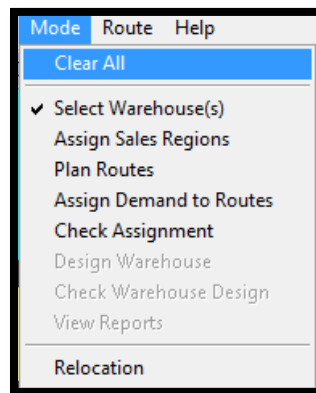 Mode Route Help
Clear All
Select Warehouse(s)
Assign Sales Regions
Plan Routes
Assign Demand to Routes
Check Assignment
Design Warehouse
Check Warehouse Design
View Reports
Relocation